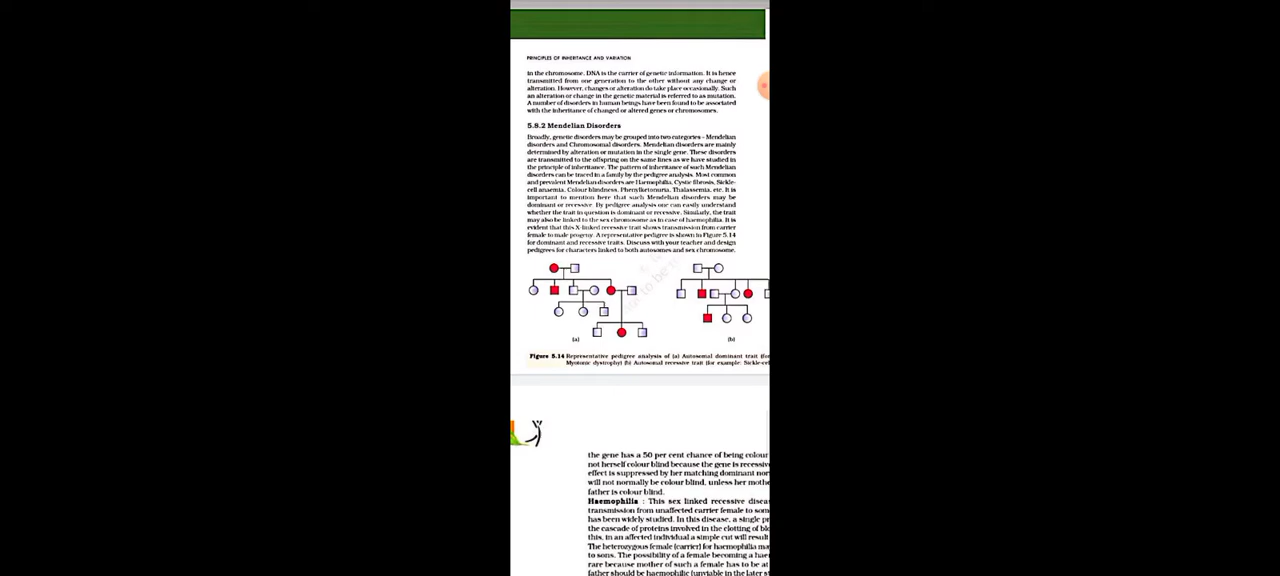 PRINCIPLES OF INHERITANCE AND VARIATION
in the chromosome. DNA is the carrier of genetic information. It is hence
transmitted from one generation to the other without any change or
alteration. However, changes or alteration do take place occasionally. Such
an alteration or change in the genetic material is referred to as mutation.
A number of disorders in human beings have been found to be associated
with the inheritance of changed or altered genes or chromosomes.
5.8.2 Mendelian Disorders
Broadly, genetic disorders may be grouped into two categories – Mendelian
disorders and Chromosomal disorders. Mendelian disorders are mainly
determined by alteration or mutation in the single gene. These disorders
are transmitted to the offspring on the same lines as we have studied in
the principle of inheritance. The pattern of inheritance of such Mendelian
disorders can be traced in a family by the pedigree analysis. Most common
and prevalent Mendelian disorders are Haemophilia, Cystic fibrosis, Sickle-
cell anaemia, Colour blindness, Phenylketonuria, Thalassemia, etc. It is
important to mention here that such Mendelian disorders may be
dominant or recessive. By pedigree analysis one can easily understand
whether the trait in question is dominant or recessive. Similarly, the trait
may also be linked to the sex chromosome as in case of haemophilia. It is
evident that this X-linked recessive trait shows transmission from carrier
female to male progeny. A representative pedigree is shown in Figure 5.14
for dominant and recessive traits. Discuss with your teacher and design
pedigrees for characters linked to both autosomes and sex chromosome.
to be
(a)
(b)
Figure 5.14 Representative pedigree analysis of (a) Autosomal dominant trait (for
Myotonic dystrophy) (b) Autosomal recessive trait (for example: Sickle-cel
the gene has a 50 per cent chance of being colour
not herself colour blind because the gene is recessive
effect is suppressed by her matching dominant nor
will not normally be colour blind, unless her mothe
father is colour blind.
Haemophilia : This sex linked recessive diseas
transmission from unaffected carrier female to som
has been widely studied. In this disease, a single pr
the cascade of proteins involved in the clotting of blo
this, in an affected individual a simple cut will result
The heterozygous female (carrier) for haemophilia ma
to sons. The possibility of a female becoming a hae
rare because mother of such a female has to be at
father should be haemophilic (unviable in the later st